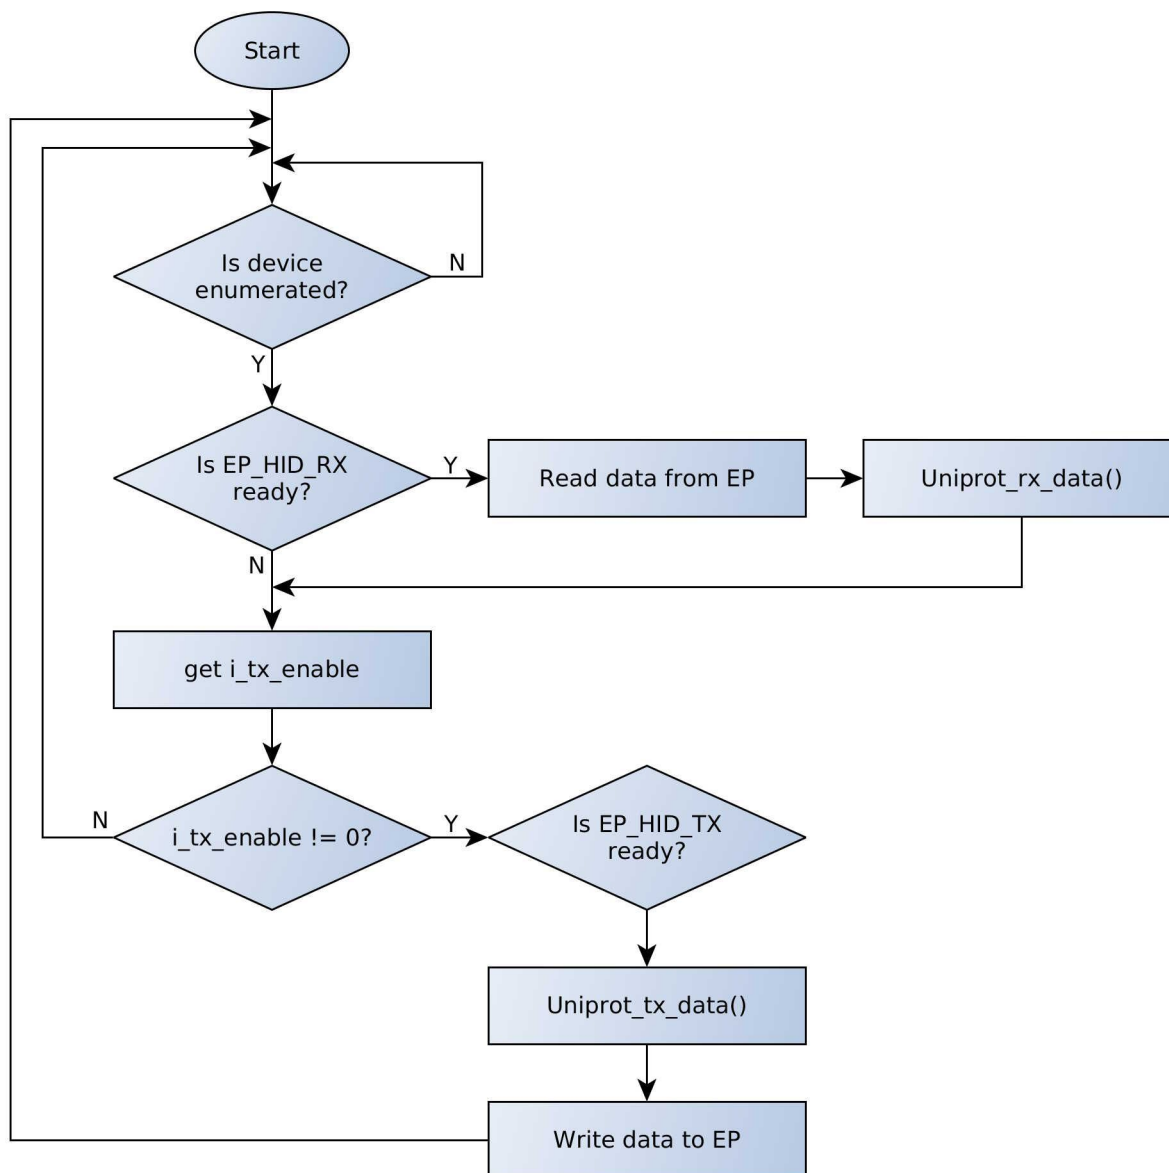 Start
Is device
enumerated?
N
Y
Is EP_HID_RX
ready?
Y
Read data from EP
Uniprot_rx_data()
N
get i_tx_enable
N
i_tx_enable != 0?
Y
Is EP_HID_TX
ready?
Uniprot_tx_data()
Write data to EP